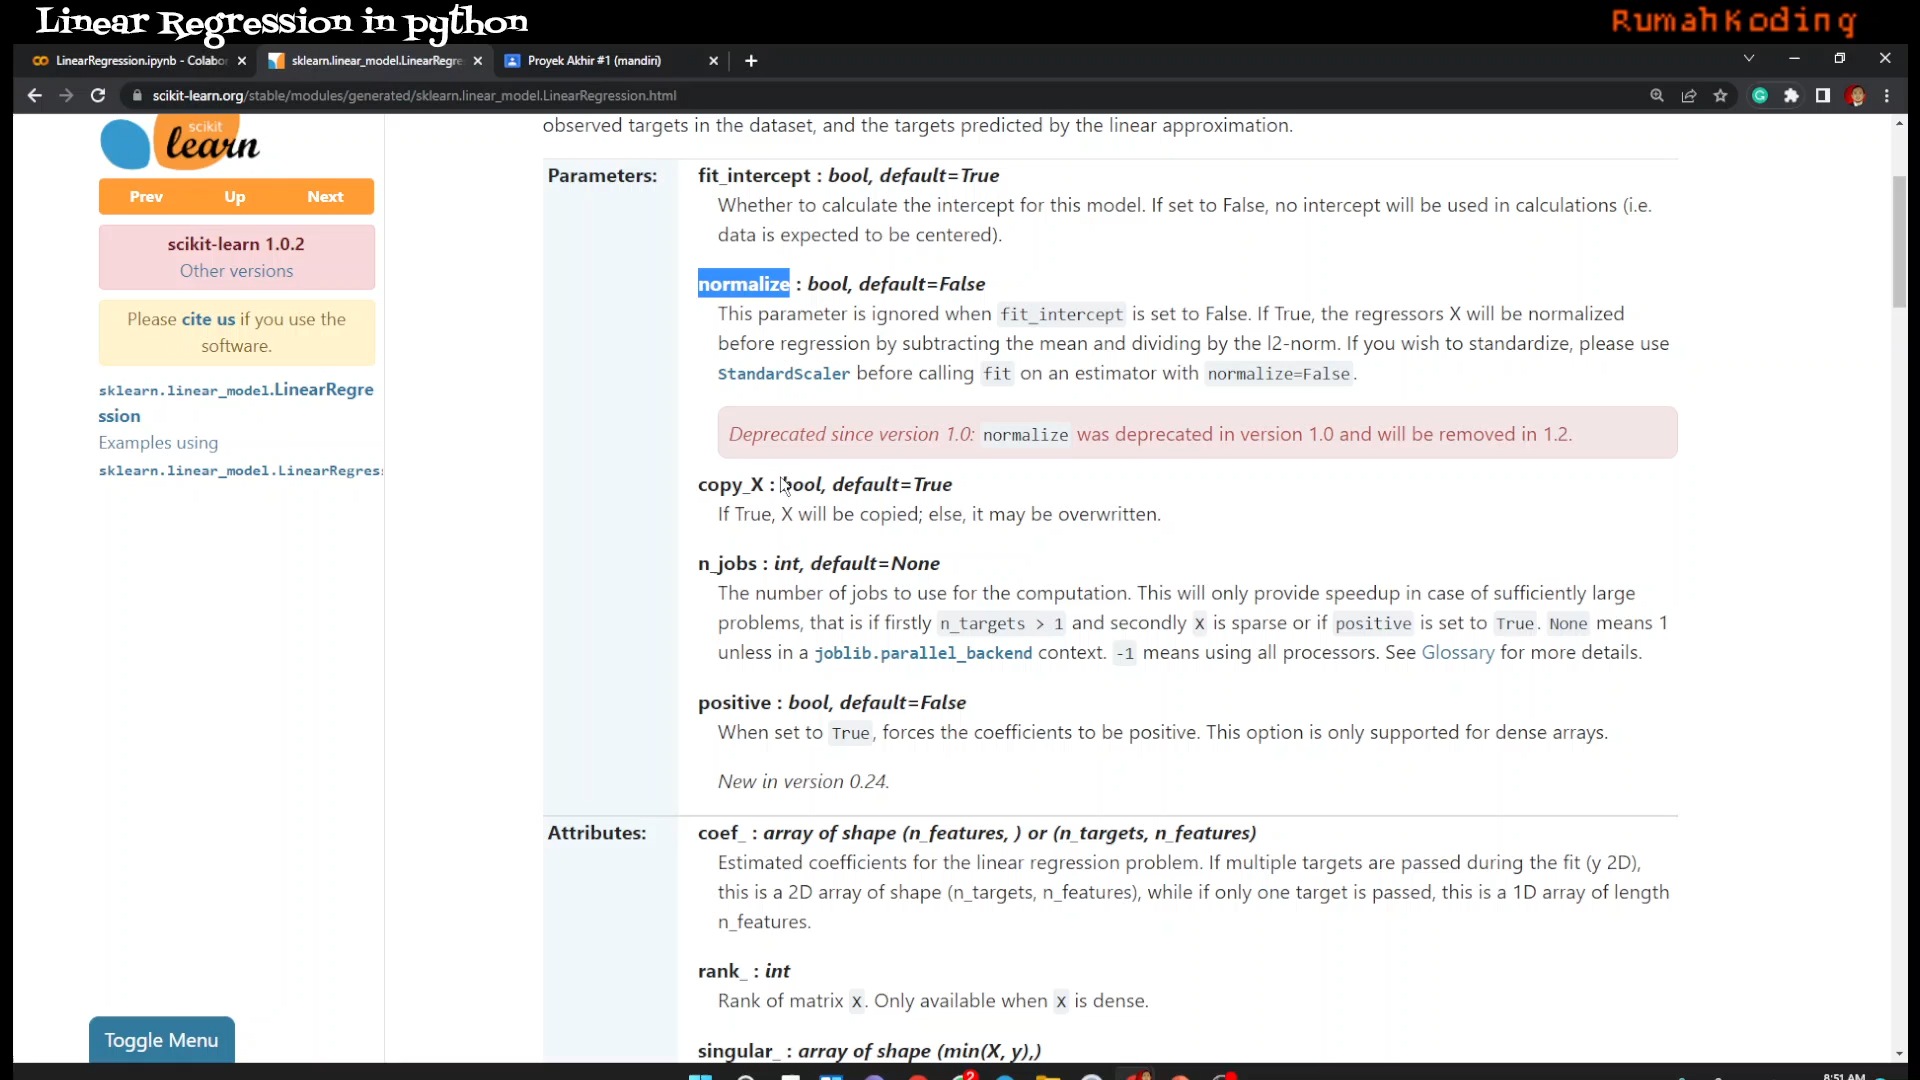 Linear Regression in python
RumahKoding
LinearRegression.ipynb - Colabor
sklearn.linear_model.LinearRegre
Proyek Akhir #1 (mandiri)
scikit-learn.org/stable/modules/generated/sklearn.linear_model.LinearRegression.html
scikit
learn
Prev Up Next
scikit-learn 1.0.2
Other versions
Please cite us if you use the
software.
sklearn.linear_model.LinearRegre
ssion
Examples using
sklearn.linear_model.LinearRegres
Toggle Menu
observed targets in the dataset, and the targets predicted by the linear approximation.
Parameters:
fit_intercept : bool, default=True
Whether to calculate the intercept for this model. If set to False, no intercept will be used in calculations (i.e.
data is expected to be centered).
normalize : bool, default=False
This parameter is ignored when fit_intercept is set to False. If True, the regressors X will be normalized
before regression by subtracting the mean and dividing by the l2-norm. If you wish to standardize, please use
StandardScaler before calling fit on an estimator with normalize=False.
Deprecated since version 1.0: normalize was deprecated in version 1.0 and will be removed in 1.2.
copy_X : bool, default=True
If True, X will be copied; else, it may be overwritten.
n_jobs : int, default=None
The number of jobs to use for the computation. This will only provide speedup in case of sufficiently large
problems, that is if firstly n_targets > 1 and secondly X is sparse or if positive is set to True. None means 1
unless in a joblib.parallel_backend context. -1 means using all processors. See Glossary for more details.
positive : bool, default=False
When set to True, forces the coefficients to be positive. This option is only supported for dense arrays.
New in version 0.24.
Attributes:
coef_ : array of shape (n_features, ) or (n_targets, n_features)
Estimated coefficients for the linear regression problem. If multiple targets are passed during the fit (y 2D),
this is a 2D array of shape (n_targets, n_features), while if only one target is passed, this is a 1D array of length
n_features.
rank_ : int
Rank of matrix X. Only available when X is dense.
singular_ : array of shape (min(X, y),)
2
8:51 AM